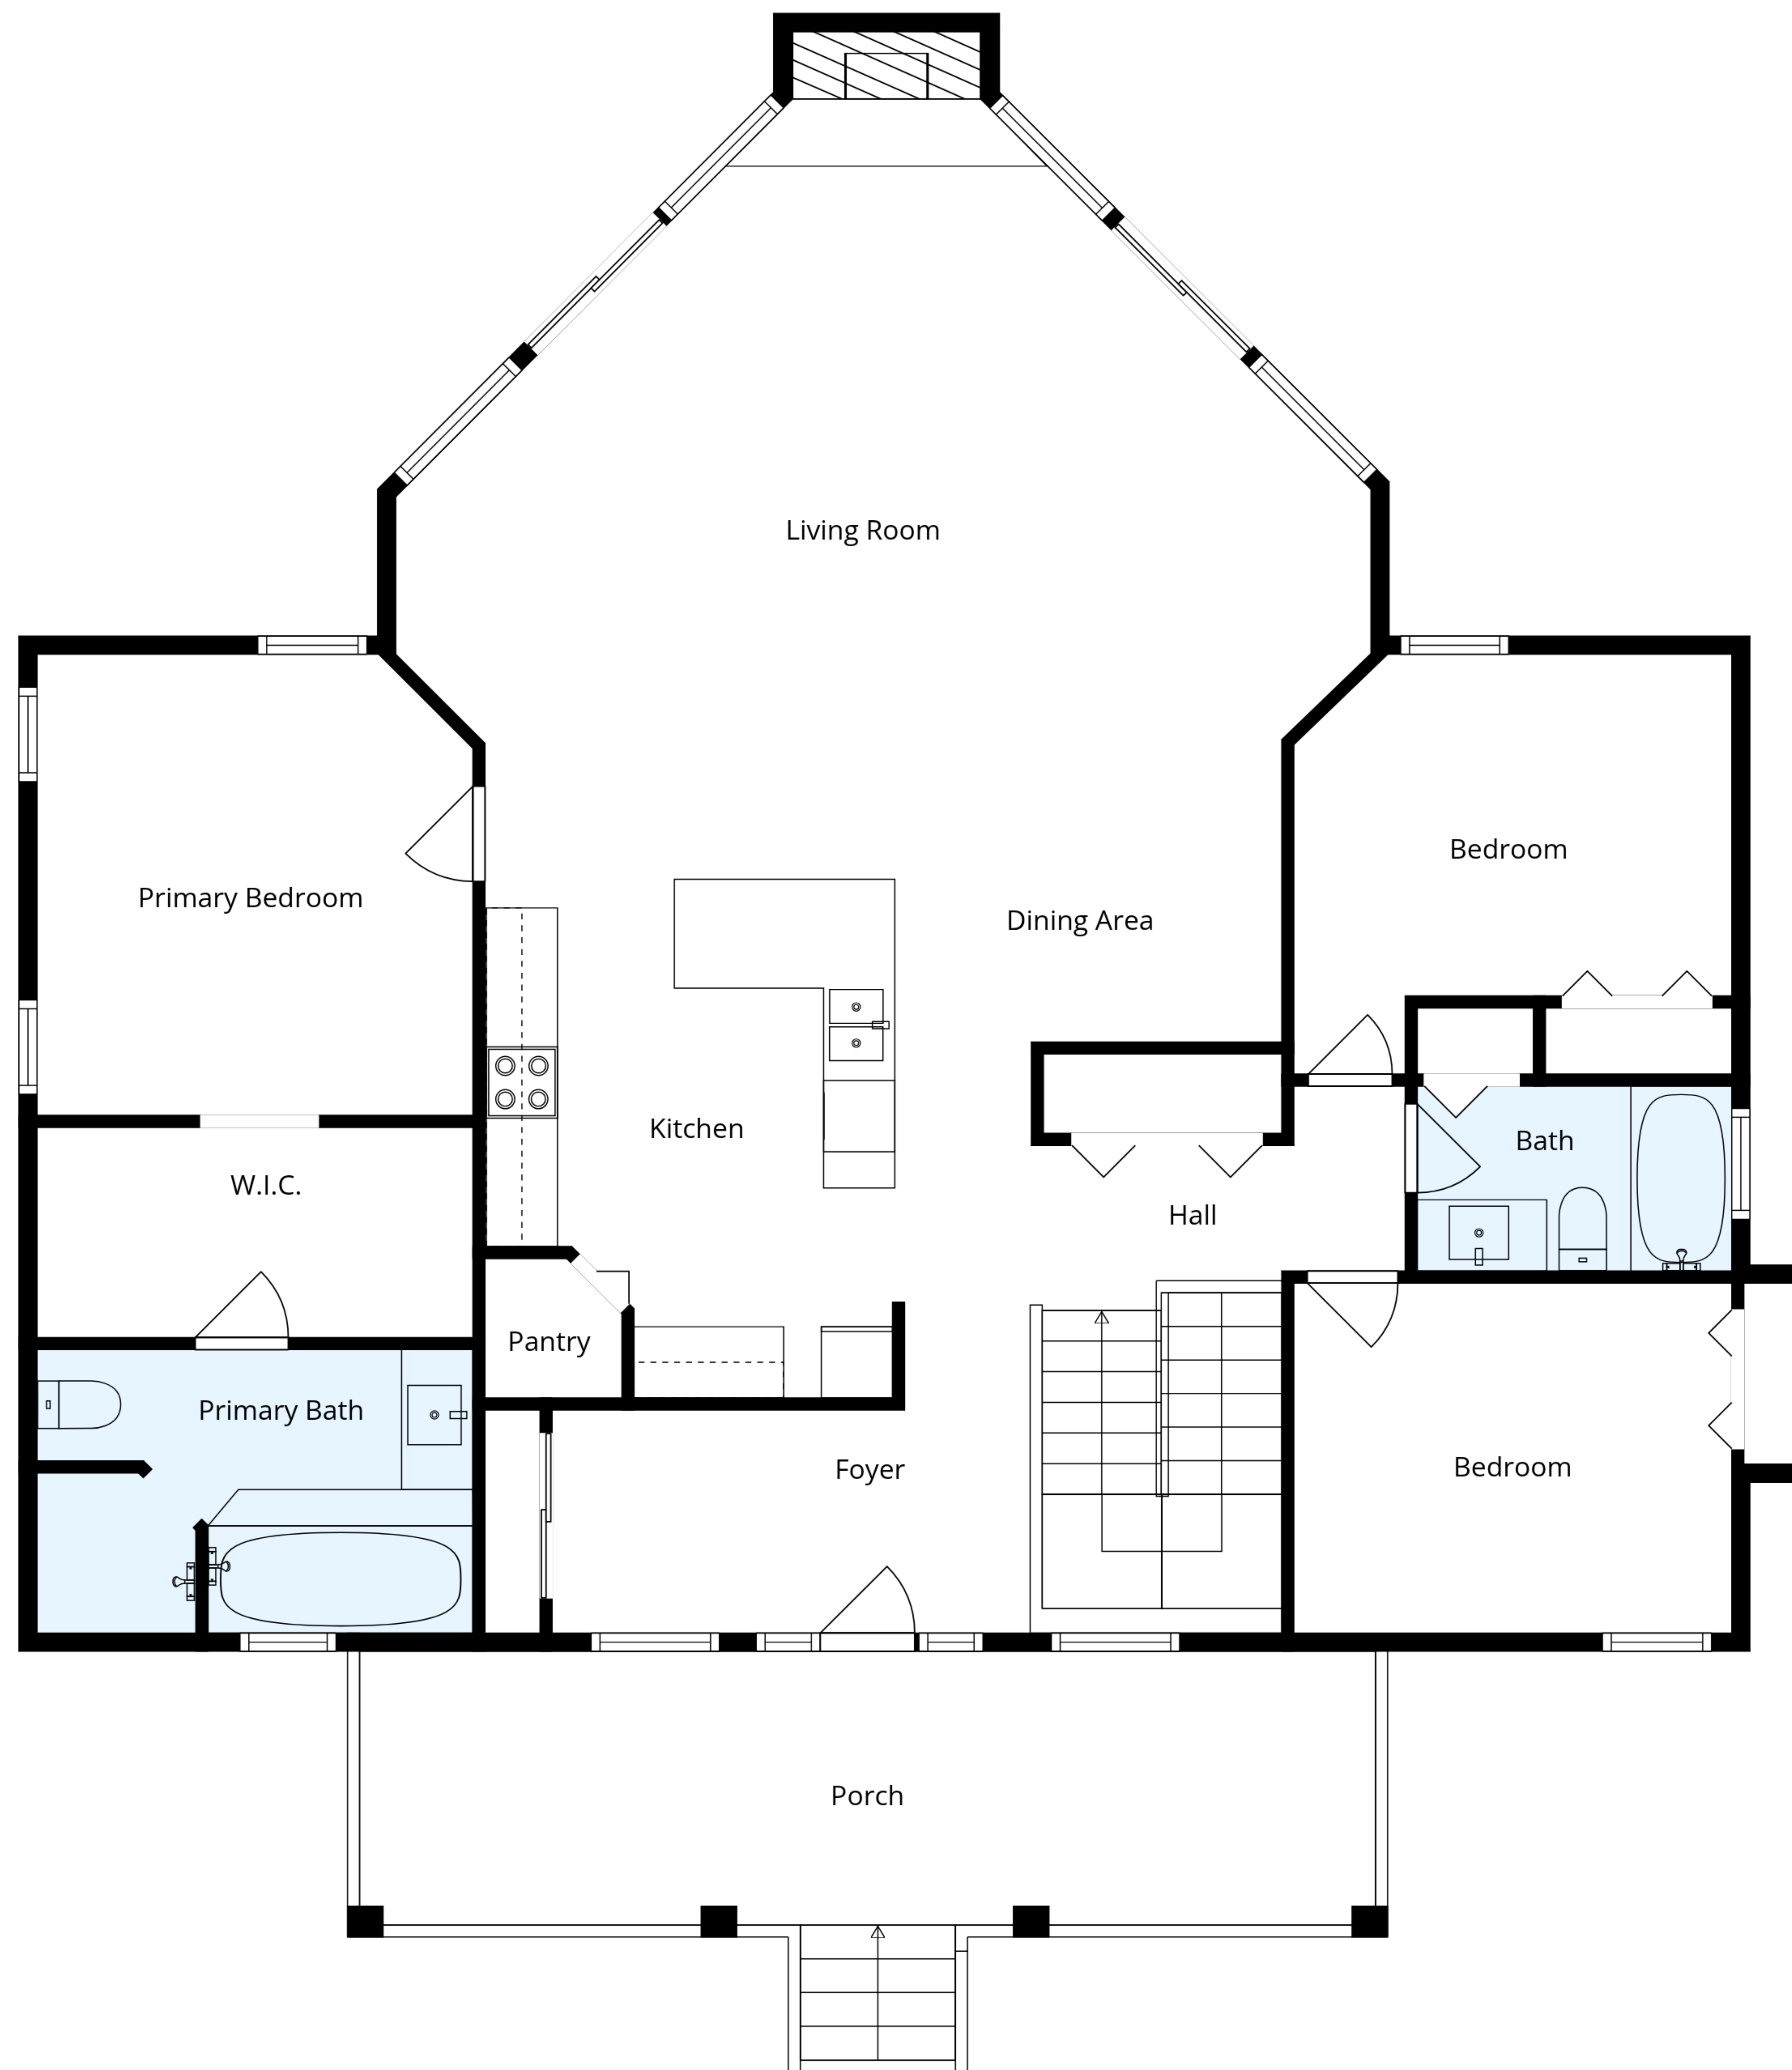 Living Room
Bedroom
Primary Bedroom
Dining Area
Kitchen
Bath
W.I.C.
Hall
Pantry
Primary Bath
Foyer
Bedroom
Porch